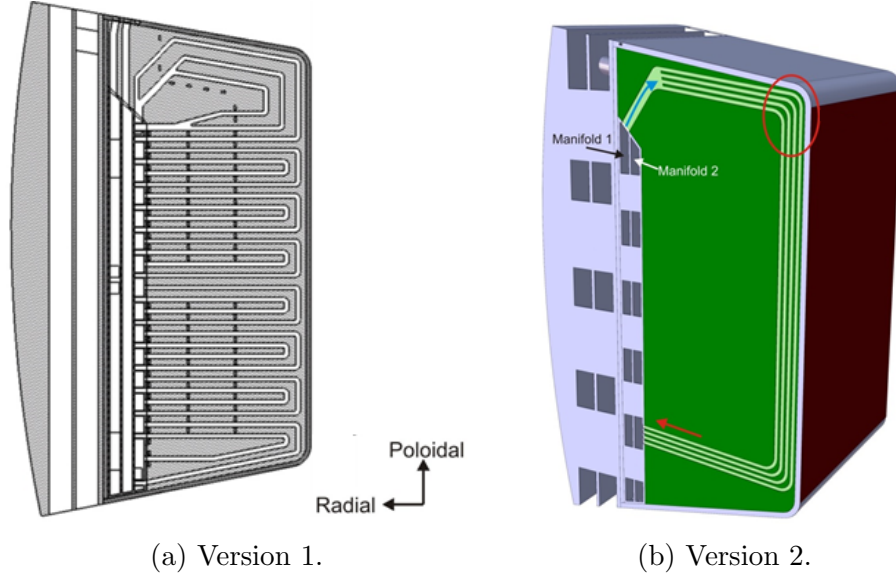 Manifold 1
Manifold 2
Poloidal
Radial
(a) Version 1.
(b) Version 2.